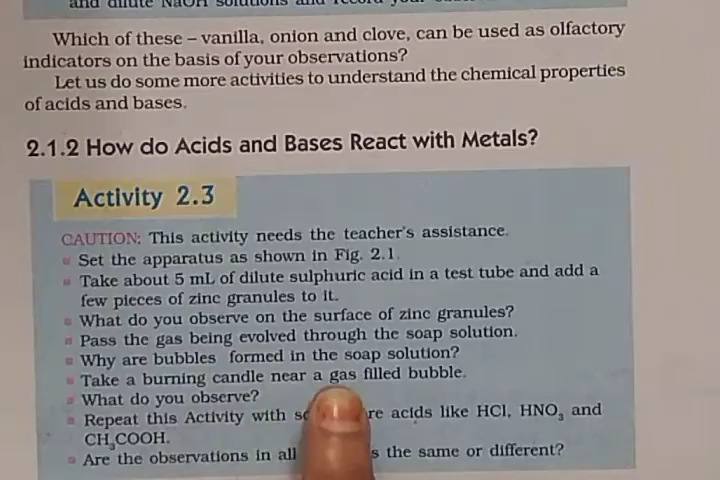 and dilute NaOH solutions and record your
Which of these – vanilla, onion and clove, can be used as olfactory
indicators on the basis of your observations?
Let us do some more activities to understand the chemical properties
of acids and bases.
2.1.2 How do Acids and Bases React with Metals?
Activity 2.3
CAUTION: This activity needs the teacher's assistance.
Set the apparatus as shown in Fig. 2.1.
Take about 5 mL of dilute sulphuric acid in a test tube and add a
few pieces of zinc granules to it.
What do you observe on the surface of zinc granules?
Pass the gas being evolved through the soap solution.
Why are bubbles formed in the soap solution?
Take a burning candle near a gas filled bubble.
What do you observe?
Repeat this Activity with acids like HCl, HNO₃ and
CH₃COOH.
Are the observations in all the same or different?